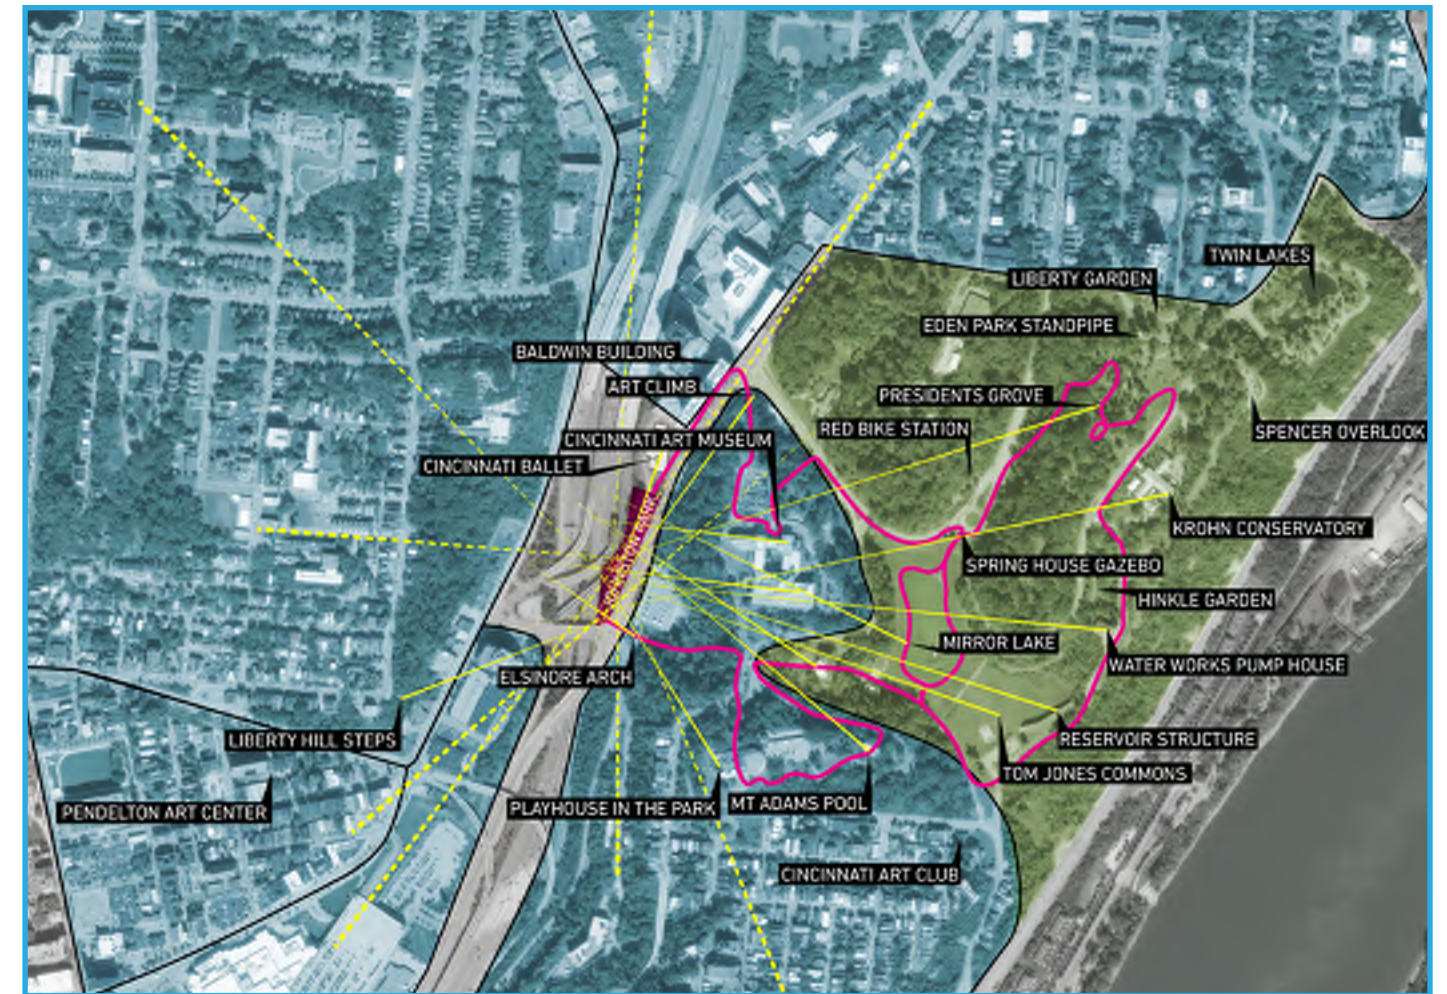 TWIN LAKES
LIBERTY GARDEN
EDEN PARK STANDPIPE
BALDWIN BUILDING
ART CLIMB
PRESIDENTS GROVE
RED BIKE STATION
SPENCER OVERLOOK
CINCINNATI ART MUSEUM
CINCINNATI BALLET
KROHN CONSERVATORY
SPRING HOUSE GAZEBO
HINKLE GARDEN
MIRROR LAKE
WATER WORKS PUMP HOUSE
ELSINORE ARCH
LIBERTY HILL STEPS
RESERVOIR STRUCTURE
TOM JONES COMMONS
PENDELTON ART CENTER
PLAYHOUSE IN THE PARK
MT ADAMS POOL
CINCINNATI ART CLUB